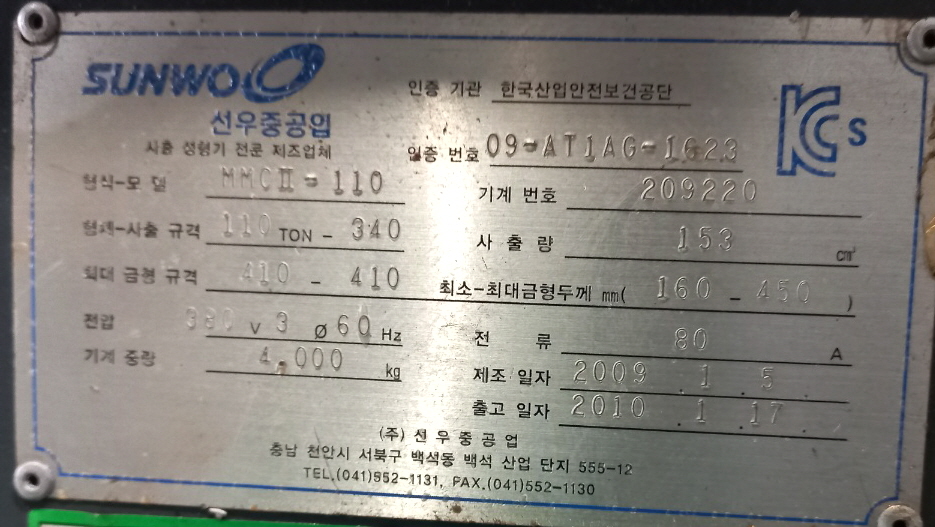 SUNWOO
선우중공업
사출 성형기 전문 제조업체
인증 기관 한국산업안전보건공단
인증 번호 09-AT1AG-1623
KCs
형식-모델 MMCⅡ-110
기계 번호 209220
형체-사출 규격 110 TON - 340
사출량 153 ㎤
최대 금형 규격 410 - 410
최소-최대금형두께 mm( 160 - 450 )
전압 380 V 3 Ø 60 Hz
전 류 80 A
기계 중량 4,000 kg
제조 일자 2009 . 1 . 5
출고 일자 2010 . 1 . 17
(주) 선우중공업
충남 천안시 서북구 백석동 백석 산업 단지 555-12
TEL.(041)552-1131, FAX.(041)552-1130